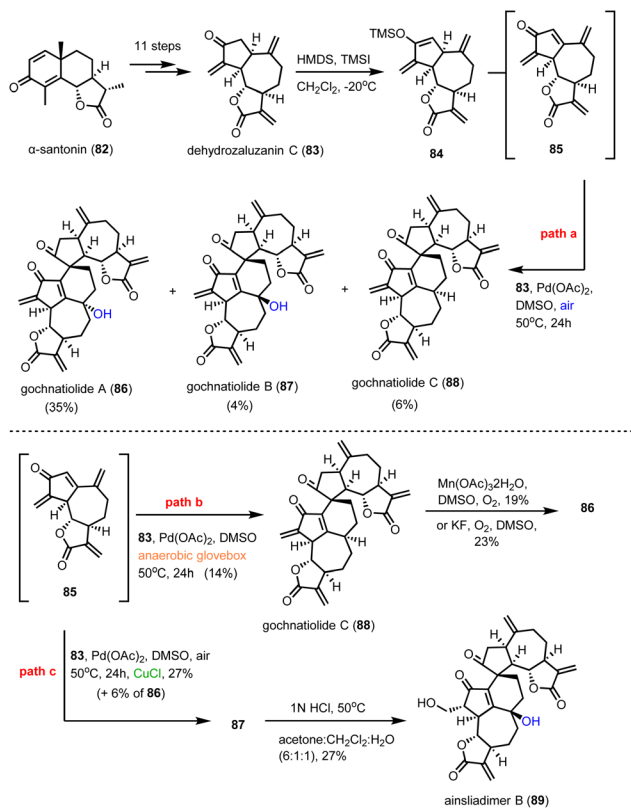 11 steps
α-santonin (82)
O
O
O
H
H
dehydrozaluzanin C (83)
O
O
O
H
H
H
HMDS, TMSI
CH2Cl2, -20°C
TMSO
H
H
H
O
O
84
O
H
H
O
O
85
path a
83, Pd(OAc)2,
DMSO, air
50°C, 24h
O
H
H
H
O
O
O
H
OH
O
O
H
gochnatiolide A (86)
(35%)
+
O
H
H
H
O
O
O
H
OH
O
O
H
gochnatiolide B (87)
(4%)
+
O
H
H
H
O
O
O
H
H
O
O
H
gochnatiolide C (88)
(6%)
O
H
H
O
O
85
path b
83, Pd(OAc)2, DMSO
anaerobic glovebox
50°C, 24h (14%)
O
H
H
H
O
O
O
H
H
O
O
H
gochnatiolide C (88)
Mn(OAc)32H2O,
DMSO, O2, 19%
or KF, O2, DMSO,
23%
86
path c
83, Pd(OAc)2, DMSO, air
50°C, 24h, CuCl, 27%
(+ 6% of 86)
87
1N HCl, 50°C
acetone:CH2Cl2:H2O
(6:1:1), 27%
O
H
H
H
O
O
O
HO
H
OH
O
O
H
ainsliadimer B (89)